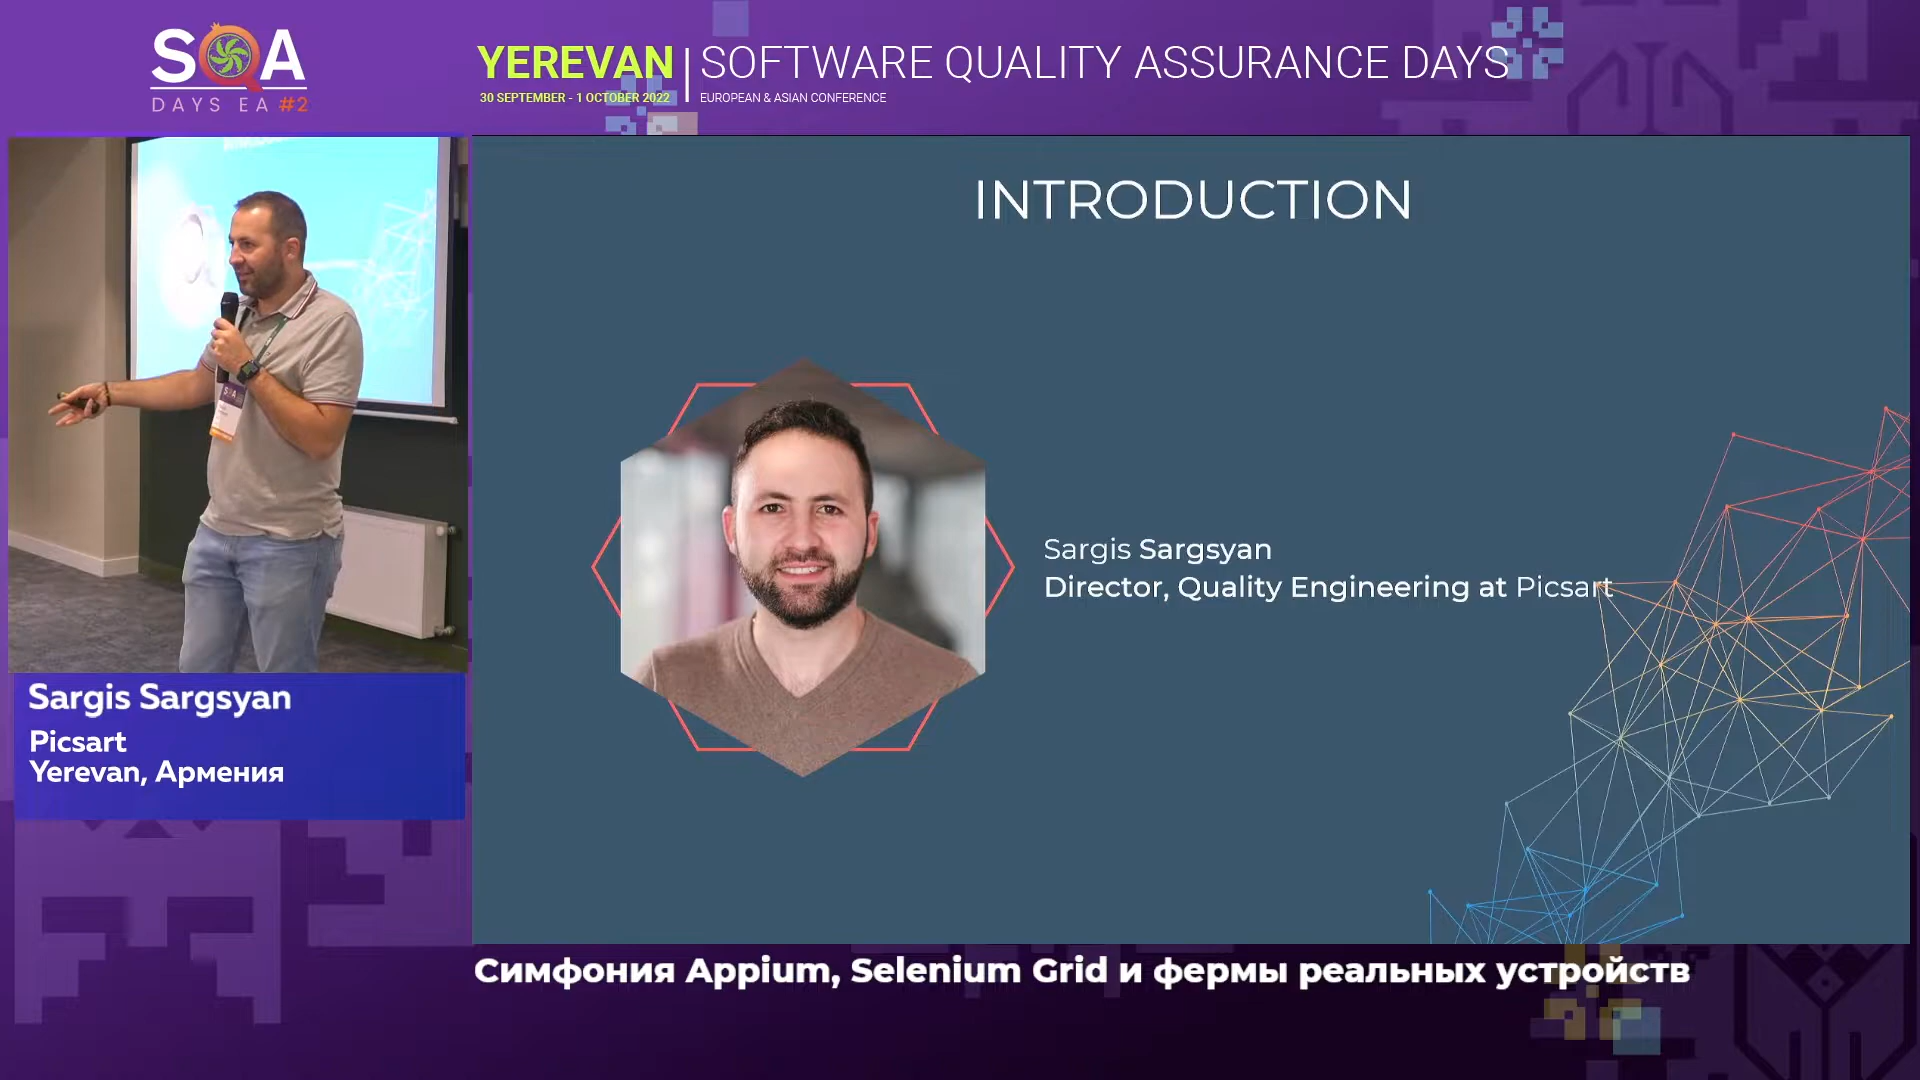 SQA
DAYS EA #2
YEREVAN
30 SEPTEMBER - 1 OCTOBER 2022
SOFTWARE QUALITY ASSURANCE DAYS
EUROPEAN & ASIAN CONFERENCE
INTRODUCTION
Sargis Sargsyan
Director, Quality Engineering at Picsart
Sargis Sargsyan
Picsart
Yerevan, Армения
Симфония Appium, Selenium Grid и фермы реальных устройств